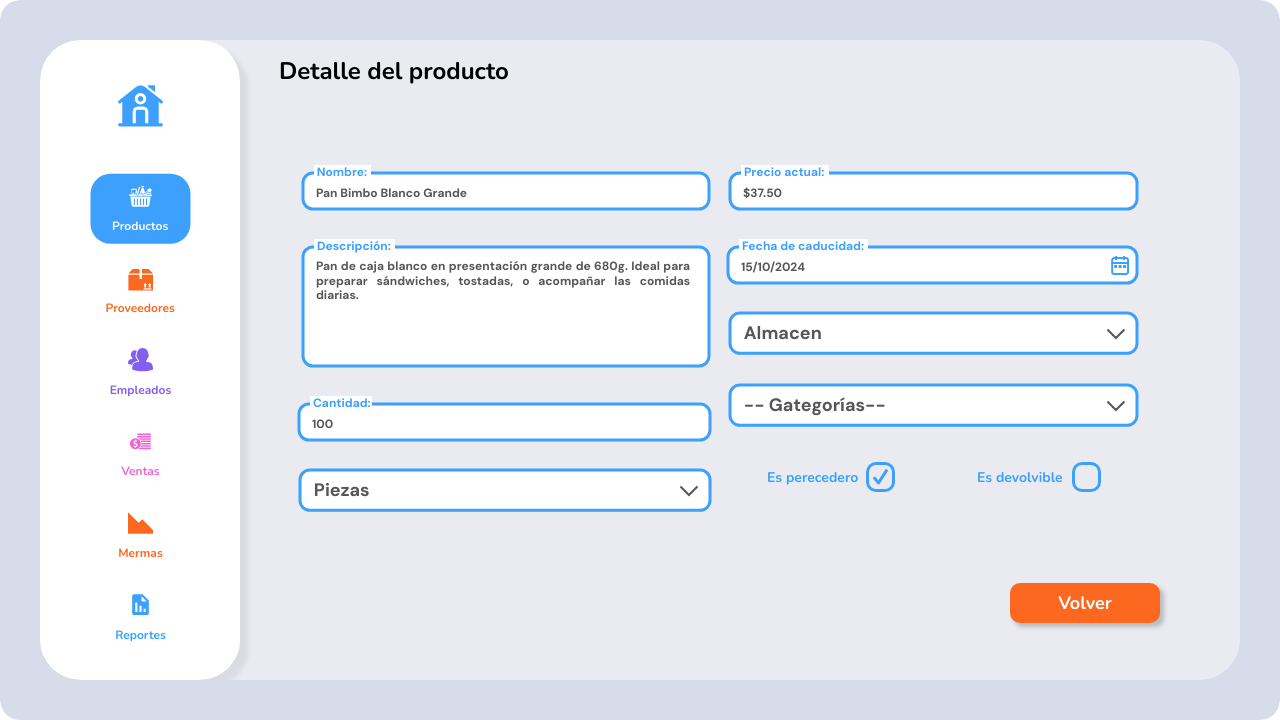 Detalle del producto
Productos
Proveedores
Empleados
Ventas
Mermas
Reportes
Nombre:
Pan Bimbo Blanco Grande
Descripción:
Pan de caja blanco en presentación grande de 680g. Ideal para
preparar sándwiches, tostadas, o acompañar las comidas
diarias.
Cantidad:
100
Piezas
Precio actual:
$37.50
Fecha de caducidad:
15/10/2024
Almacen
-- Gategorías--
Es perecedero
Es devolvible
Volver